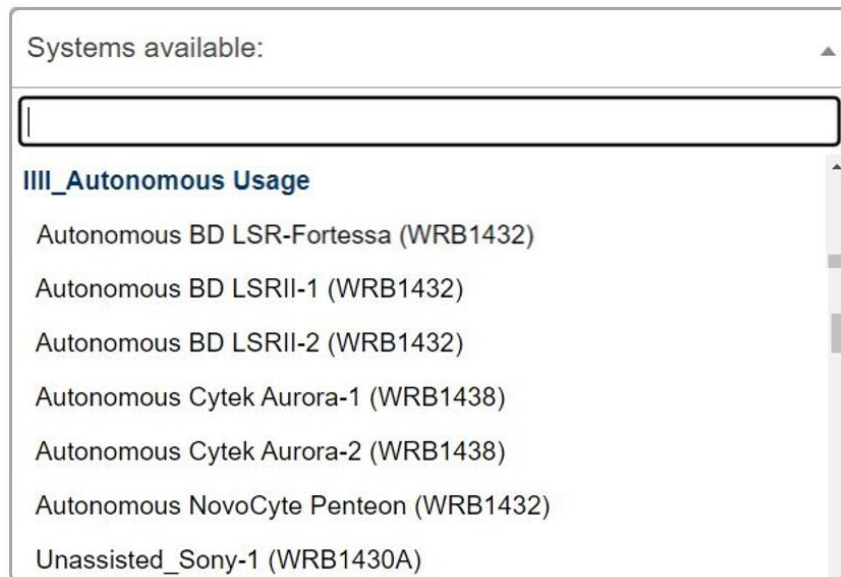 Systems available:
IIII_Autonomous Usage
Autonomous BD LSR-Fortessa (WRB1432)
Autonomous BD LSRII-1 (WRB1432)
Autonomous BD LSRII-2 (WRB1432)
Autonomous Cytek Aurora-1 (WRB1438)
Autonomous Cytek Aurora-2 (WRB1438)
Autonomous NovoCyte Penteon (WRB1432)
Unassisted_Sony-1 (WRB1430A)